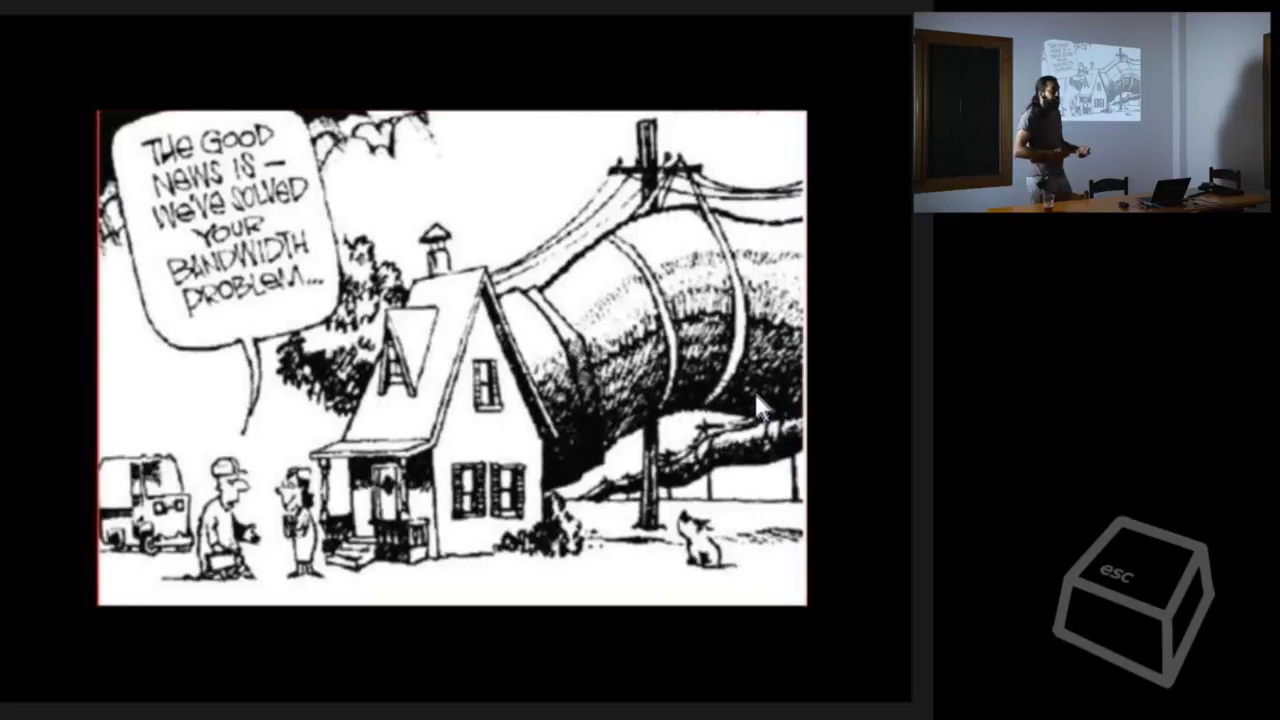 THE GOOD
NEWS IS —
WE'VE SOLVED
YOUR
BANDWIDTH
PROBLEM...
esc